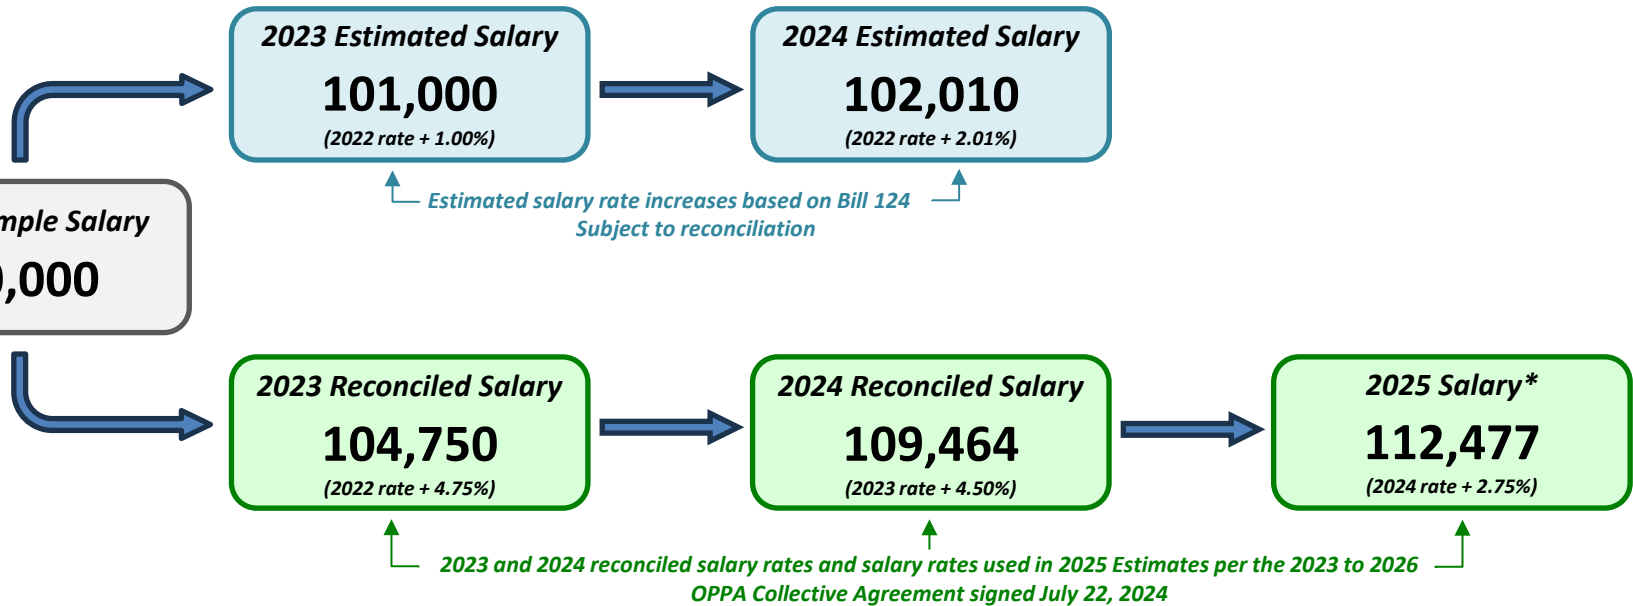 2023 Estimated Salary
101,000
(2022 rate + 1.00%)
2024 Estimated Salary
102,010
(2022 rate + 2.01%)
Estimated salary rate increases based on Bill 124
Subject to reconciliation
Salary
,000
2023 Reconciled Salary
104,750
(2022 rate + 4.75%)
2024 Reconciled Salary
109,464
(2023 rate + 4.50%)
2025 Salary*
112,477
(2024 rate + 2.75%)
2023 and 2024 reconciled salary rates and salary rates used in 2025 Estimates per the 2023 to 2026
OPPA Collective Agreement signed July 22, 2024